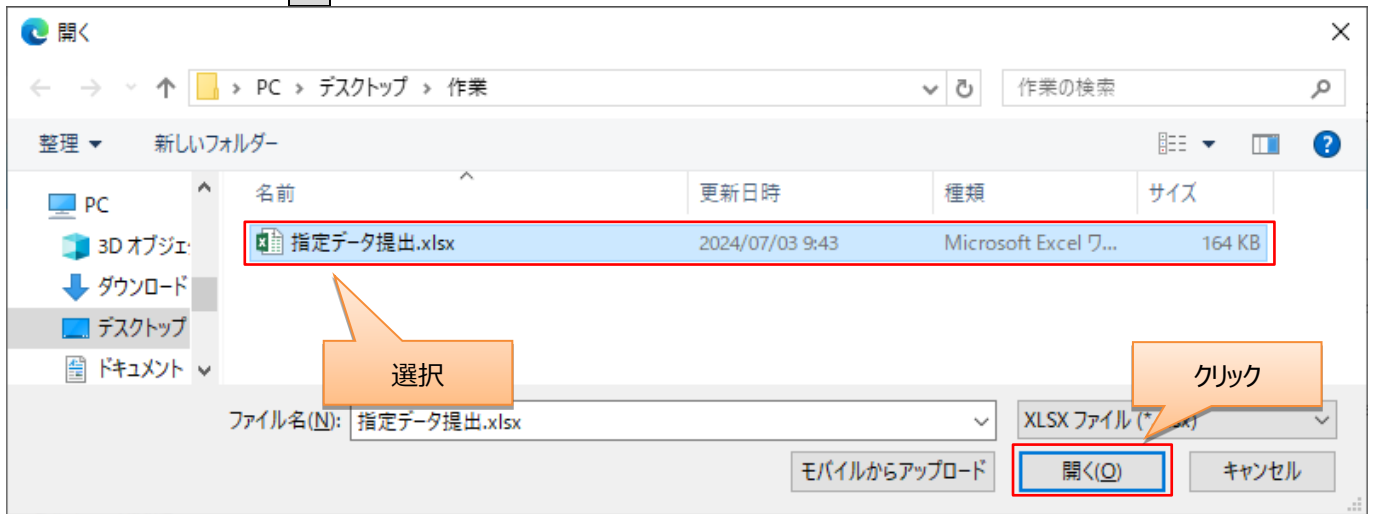 開く
PC › デスクトップ › 作業
作業の検索
整理 新しいフォルダー
名前 更新日時 種類 サイズ
PC
指定データ提出.xlsx 2024/07/03 9:43 Microsoft Excel ワ... 164 KB
3D オブジェ
ダウンロード
デスクトップ
ドキュメント
選択
クリック
ファイル名(N): 指定データ提出.xlsx
XLSX ファイル (*
モバイルからアップロード 開く(O) キャンセル